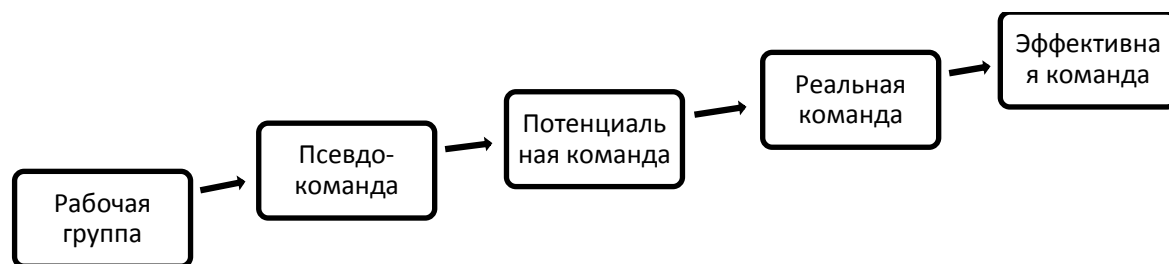 Рабочая
группа
Псевдо-
команда
Потенциаль
ная команда
Реальная
команда
Эффективна
я команда